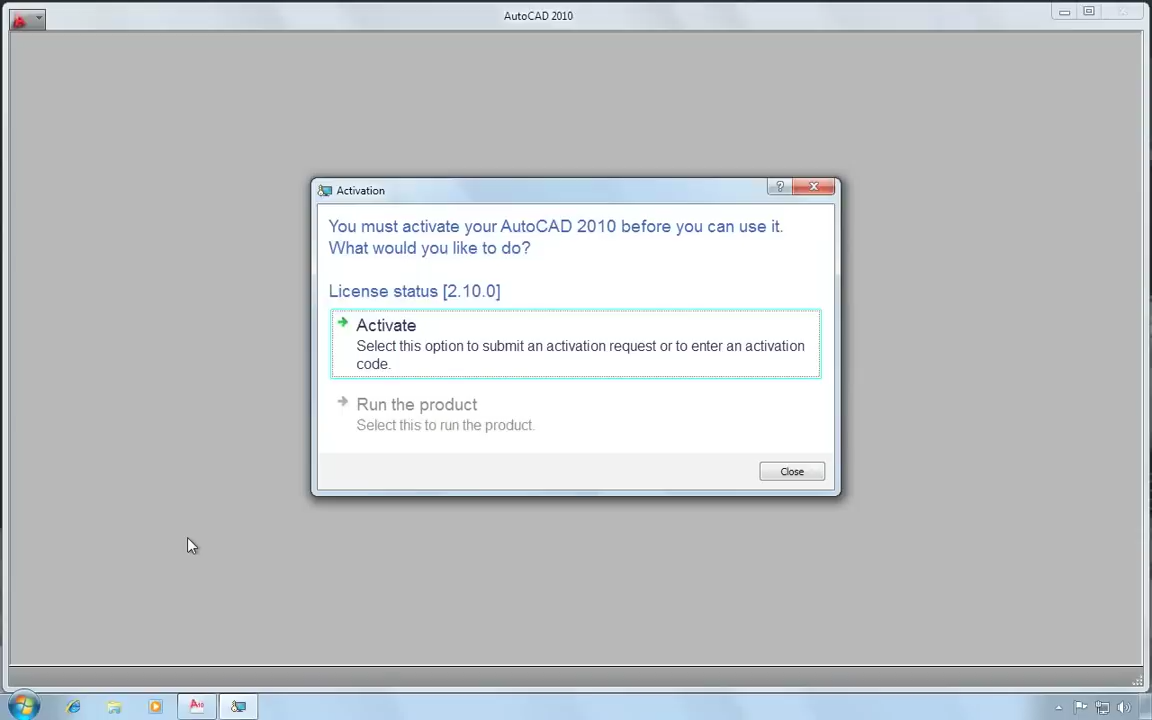 AutoCAD 2010
Activation
You must activate your AutoCAD 2010 before you can use it.
What would you like to do?
License status [2.10.0]
Activate
Select this option to submit an activation request or to enter an activation
code.
Run the product
Select this to run the product.
Close